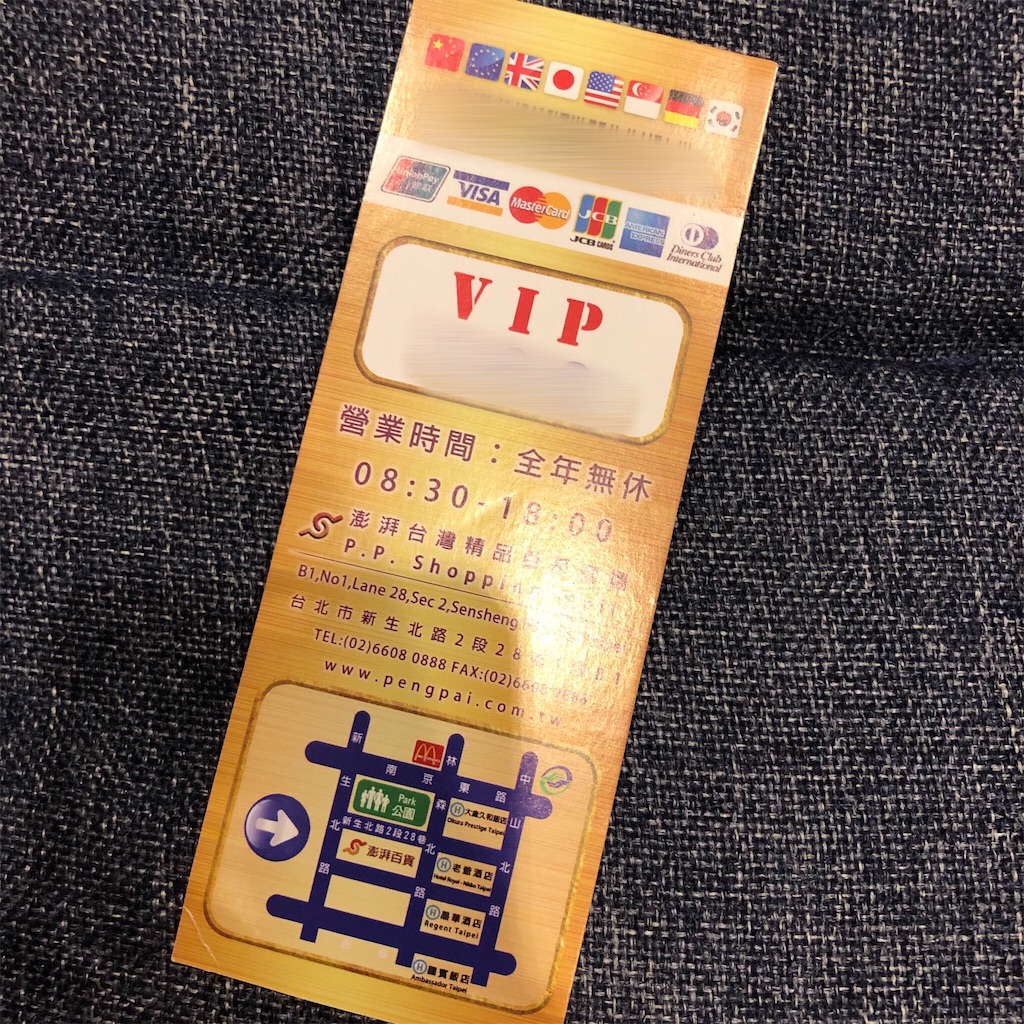 UnionPay
銀联
VISA
MasterCard
JCB
JCB CARDS
AMERICAN EXPRESS
Diners Club International
VIP
營業時間：全年無休
08:30-18:00
澎湃台灣精品
P.P. Shopping
B1,No1,Lane 28,Sec 2,Sensheng
台北市新生北路2段28
TEL:(02)6608 0888 FAX:(02)
www.pengpai.com.tw
新生北路
南京東路
林森北路
中山北路
Park
公園
新生北路2段28巷
澎湃百貨
大倉久和飯店
Okura Prestige Taipei
老爺酒店
Hotel Royal - Nikko Taipei
晶華酒店
Regent Taipei
國賓飯店
Ambassador Taipei